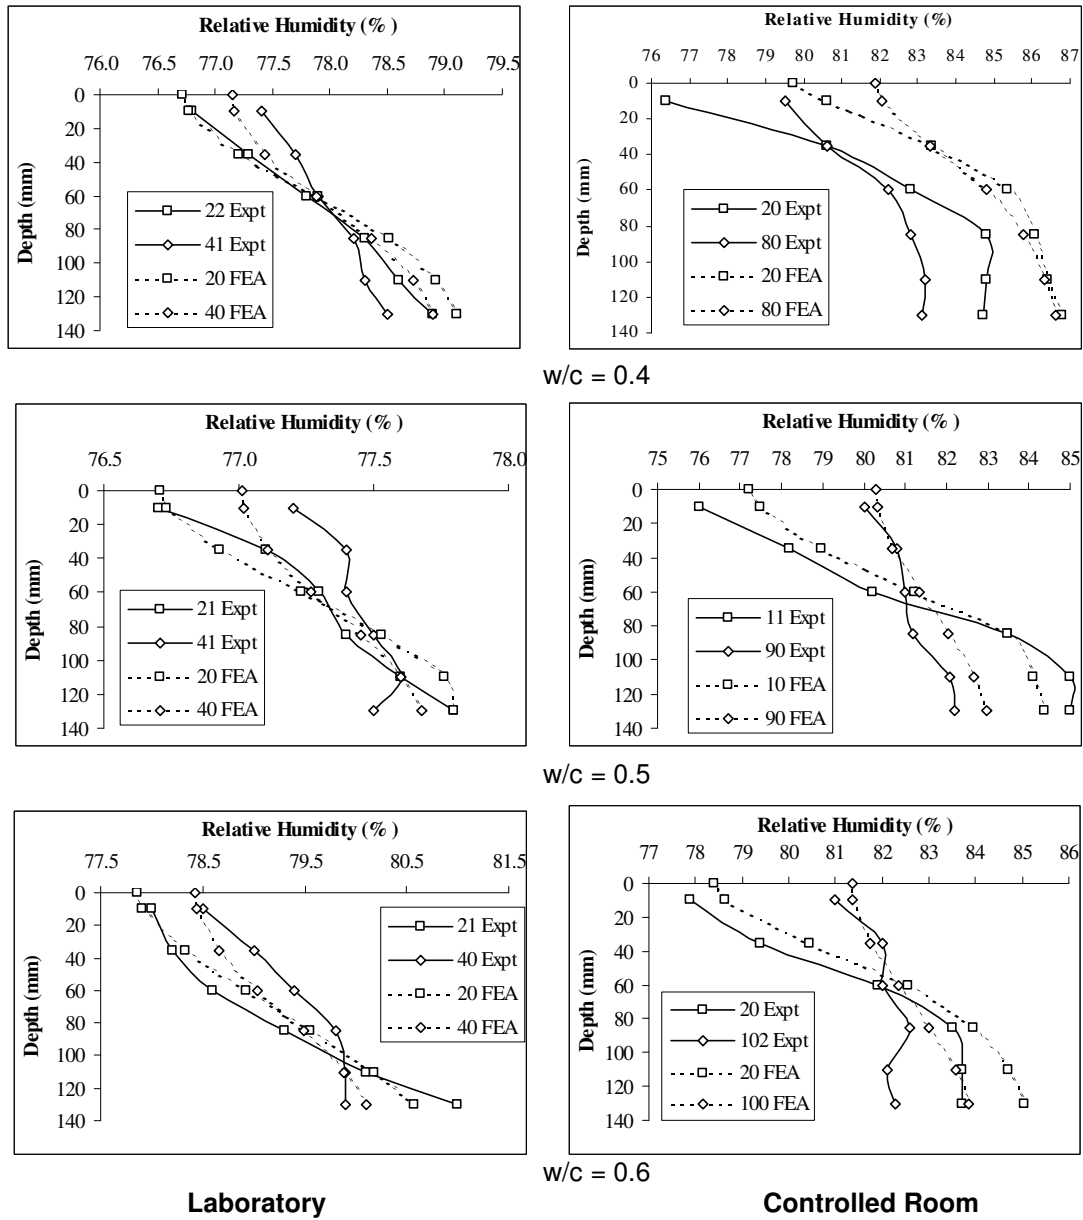 Relative Humidity (% )
76.0 76.5 77.0 77.5 78.0 78.5 79.0 79.5
0
20
40
60
80
100
120
140
Depth (mm)
22 Expt
41 Expt
20 FEA
40 FEA
Relative Humidity (%)
76 77 78 79 80 81 82 83 84 85 86 87
0
20
40
60
80
100
120
140
Depth (mm)
20 Expt
80 Expt
20 FEA
80 FEA
w/c = 0.4
Relative Humidity (% )
76.5 77.0 77.5 78.0
0
20
40
60
80
100
120
140
Depth (mm)
21 Expt
41 Expt
20 FEA
40 FEA
Relative Humidity (% )
75 76 77 78 79 80 81 82 83 84 85
0
20
40
60
80
100
120
140
Depth (mm)
11 Expt
90 Expt
10 FEA
90 FEA
w/c = 0.5
Relative Humidity (% )
77.5 78.5 79.5 80.5 81.5
0
20
40
60
80
100
120
140
Depth (mm)
21 Expt
40 Expt
20 FEA
40 FEA
Relative Humidity (% )
77 78 79 80 81 82 83 84 85 86
0
20
40
60
80
100
120
140
Depth (mm)
20 Expt
102 Expt
20 FEA
100 FEA
w/c = 0.6
Laboratory
Controlled Room